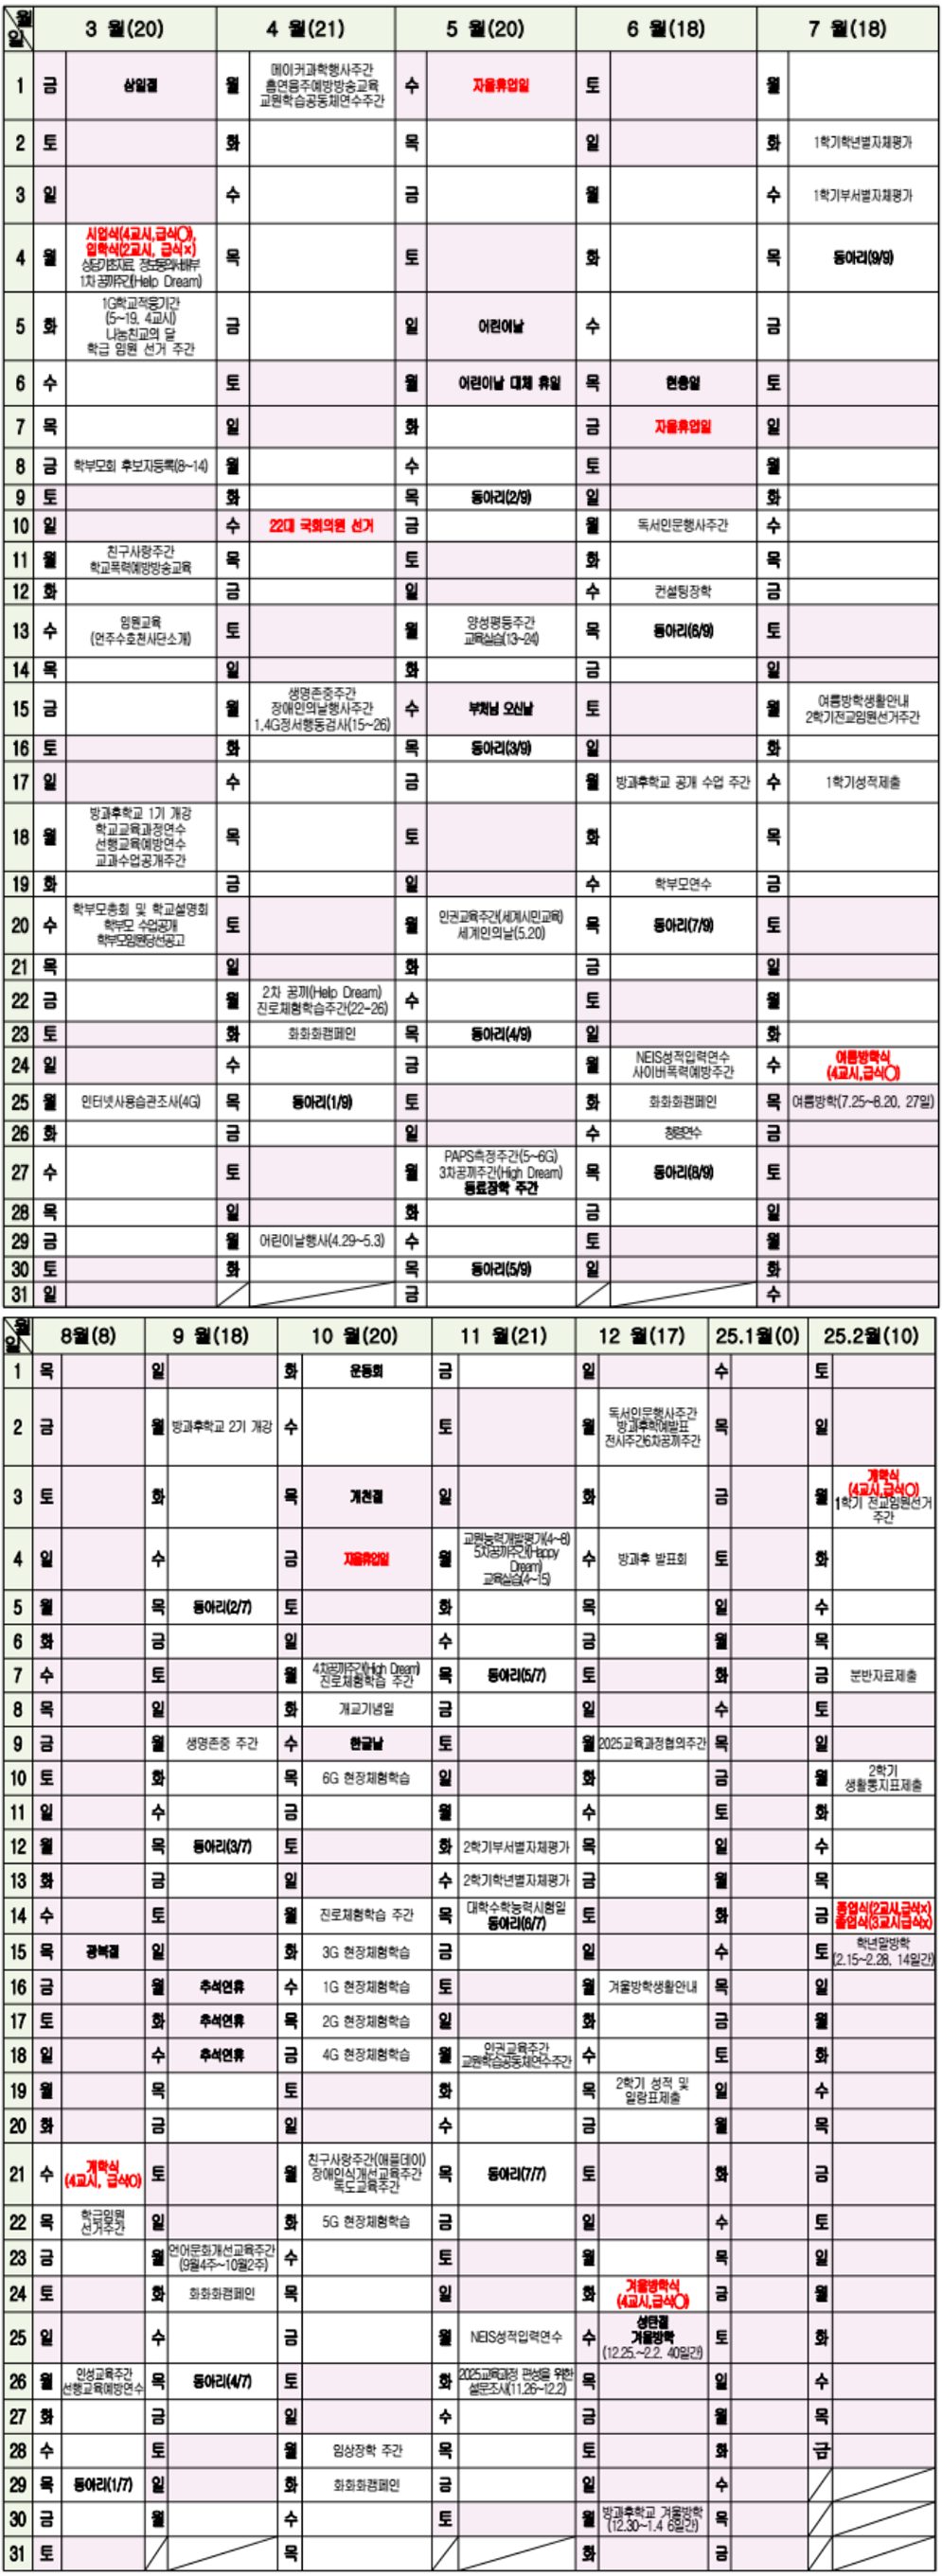 월
일
3 월(20)
4 월(21)
5 월(20)
6 월(18)
7 월(18)
1 금 삼일절 월 메이커과학행사주간 수 자율휴업일 토 월
흡연음주예방방송교육
교원학습공동체연수주간
2 토 화 목 일 화 1학기학년별자체평가
3 일 수 금 월 수 1학기부서별자체평가
4 월 시업식(4교시,급식○), 목 토 화 목 동아리(9/9)
입학식(2교시, 급식×)
상담기초자료, 정보동의서배부
1차 꿈끼주간(Help Dream)
5 화 1G학교적응기간 금 일 어린이날 수 금
(5~19, 4교시)
나눔친교의 달
학급 임원 선거 주간
6 수 토 월 어린이날 대체 휴일 목 현충일 토
7 목 일 화 금 자율휴업일 일
8 금 학부모회 후보자등록(8~14) 월 수 토 월
9 토 화 목 동아리(2/9) 일 화
10 일 수 22대 국회의원 선거 금 월 독서인문행사주간 수
11 월 친구사랑주간 목 토 화 목
학교폭력예방방송교육
12 화 금 일 수 컨설팅장학 금
13 수 임원교육 토 월 양성평등주간 목 동아리(6/9) 토
(언주수호천사단소개) 교육실습(13~24)
14 목 일 화 금 일
15 금 월 생명존중주간 수 부처님 오신날 토 월 여름방학생활안내
장애인의날행사주간 2학기전교임원선거주간
1,4G정서행동검사(15~26)
16 토 화 목 동아리(3/9) 일 화
17 일 수 금 월 방과후학교 공개 수업 주간 수 1학기성적제출
18 월 방과후학교 1기 개강 목 토 화 목
학교교육과정연수
선행교육예방연수
교과수업공개주간
19 화 금 일 수 학부모연수 금
20 수 학부모총회 및 학교설명회 토 월 인권교육주간(세계시민교육) 목 동아리(7/9) 토
학부모 수업공개 세계인의날(5.20)
학부모임원당선공고
21 목 일 화 금 일
22 금 월 2차 꿈끼(Help Dream) 수 토 월
진로체험학습주간(22-26)
23 토 화 화화화캠페인 목 동아리(4/9) 일 화
24 일 수 금 월 NEIS성적입력연수 수 여름방학식
사이버폭력예방주간 (4교시,급식○)
25 월 인터넷사용습관조사(4G) 목 동아리(1/9) 토 화 화화화캠페인 목 여름방학(7.25~8.20, 27일)
26 화 금 일 수 청렴연수 금
27 수 토 월 PAPS측정주간(5~6G) 목 동아리(8/9) 토
3차꿈끼주간(High Dream)
동료장학 주간
28 목 일 화 금 일
29 금 월 어린이날행사(4.29~5.3) 수 토 월
30 토 화 목 동아리(5/9) 일 화
31 일 금 수
월
일
8월(8)
9 월(18)
10 월(20)
11 월(21)
12 월(17)
25.1월(0)
25.2월(10)
1 목 일 화 운동회 금 일 수 토
2 금 월 방과후학교 2기 개강 수 토 월 독서인문행사주간 목 일
방과후학예발표
전시주간6차꿈끼주간
3 토 화 목 개천절 일 화 금 월 개학식
(4교시,급식○)
1학기 전교임원선거
주간
4 일 수 금 자율휴업일 월 교원능력개발평가(4~8) 수 방과후 발표회 토 화
5차꿈끼주간(Happy
Dream)
교육실습(4~15)
5 월 목 동아리(2/7) 토 화 목 일 수
6 화 금 일 수 금 월 목
7 수 토 월 4차꿈끼주간(High Dream) 목 동아리(5/7) 토 화 금 분반자료제출
진로체험학습 주간
8 목 일 화 개교기념일 금 일 수 토
9 금 월 생명존중 주간 수 한글날 토 월 2025교육과정협의주간 목 일
10 토 화 목 6G 현장체험학습 일 화 금 월 2학기
생활통지표제출
11 일 수 금 월 수 토 화
12 월 목 동아리(3/7) 토 화 2학기부서별자체평가 목 일 수
13 화 금 일 수 2학기학년별자체평가 금 월 목
14 수 토 월 진로체험학습 주간 목 대학수학능력시험일 토 화 금 종업식(2교시,급식×)
동아리(6/7) 졸업식(3교시급식x)
15 목 광복절 일 화 3G 현장체험학습 금 일 수 토 학년말방학
(2.15~2.28, 14일간)
16 금 월 추석연휴 수 1G 현장체험학습 토 월 겨울방학생활안내 목 일
17 토 화 추석연휴 목 2G 현장체험학습 일 화 금 월
18 일 수 추석연휴 금 4G 현장체험학습 월 인권교육주간 수 토 화
교원학습공동체연수주간
19 월 목 토 화 목 2학기 성적 및 일 수
일람표제출
20 화 금 일 수 금 월 목
21 수 개학식 토 월 친구사랑주간(애플데이) 목 동아리(7/7) 토 화 금
(4교시, 급식○) 장애인식개선교육주간
독도교육주간
22 목 학급임원 일 화 5G 현장체험학습 금 일 수 토
선거주간
23 금 월 언어문화개선교육주간 수 토 월 목 일
(9월4주~10월2주)
24 토 화 화화화캠페인 목 일 화 겨울방학식 금 월
(4교시,급식○)
25 일 수 금 월 NEIS성적입력연수 수 성탄절 토 화
겨울방학
(12.25.~2.2. 40일간)
26 월 인성교육주간 목 동아리(4/7) 토 화 2025교육과정 편성을 위한 목 일 수
선행교육예방연수 설문조사(11.26~12.2)
27 화 금 일 수 금 월 목
28 수 토 월 임상장학 주간 목 토 화 금
29 목 동아리(1/7) 일 화 화화화캠페인 금 일 수
30 금 월 수 토 월 방과후학교 겨울방학 목
(12.30~1.4 6일간)
31 토 목 화 금